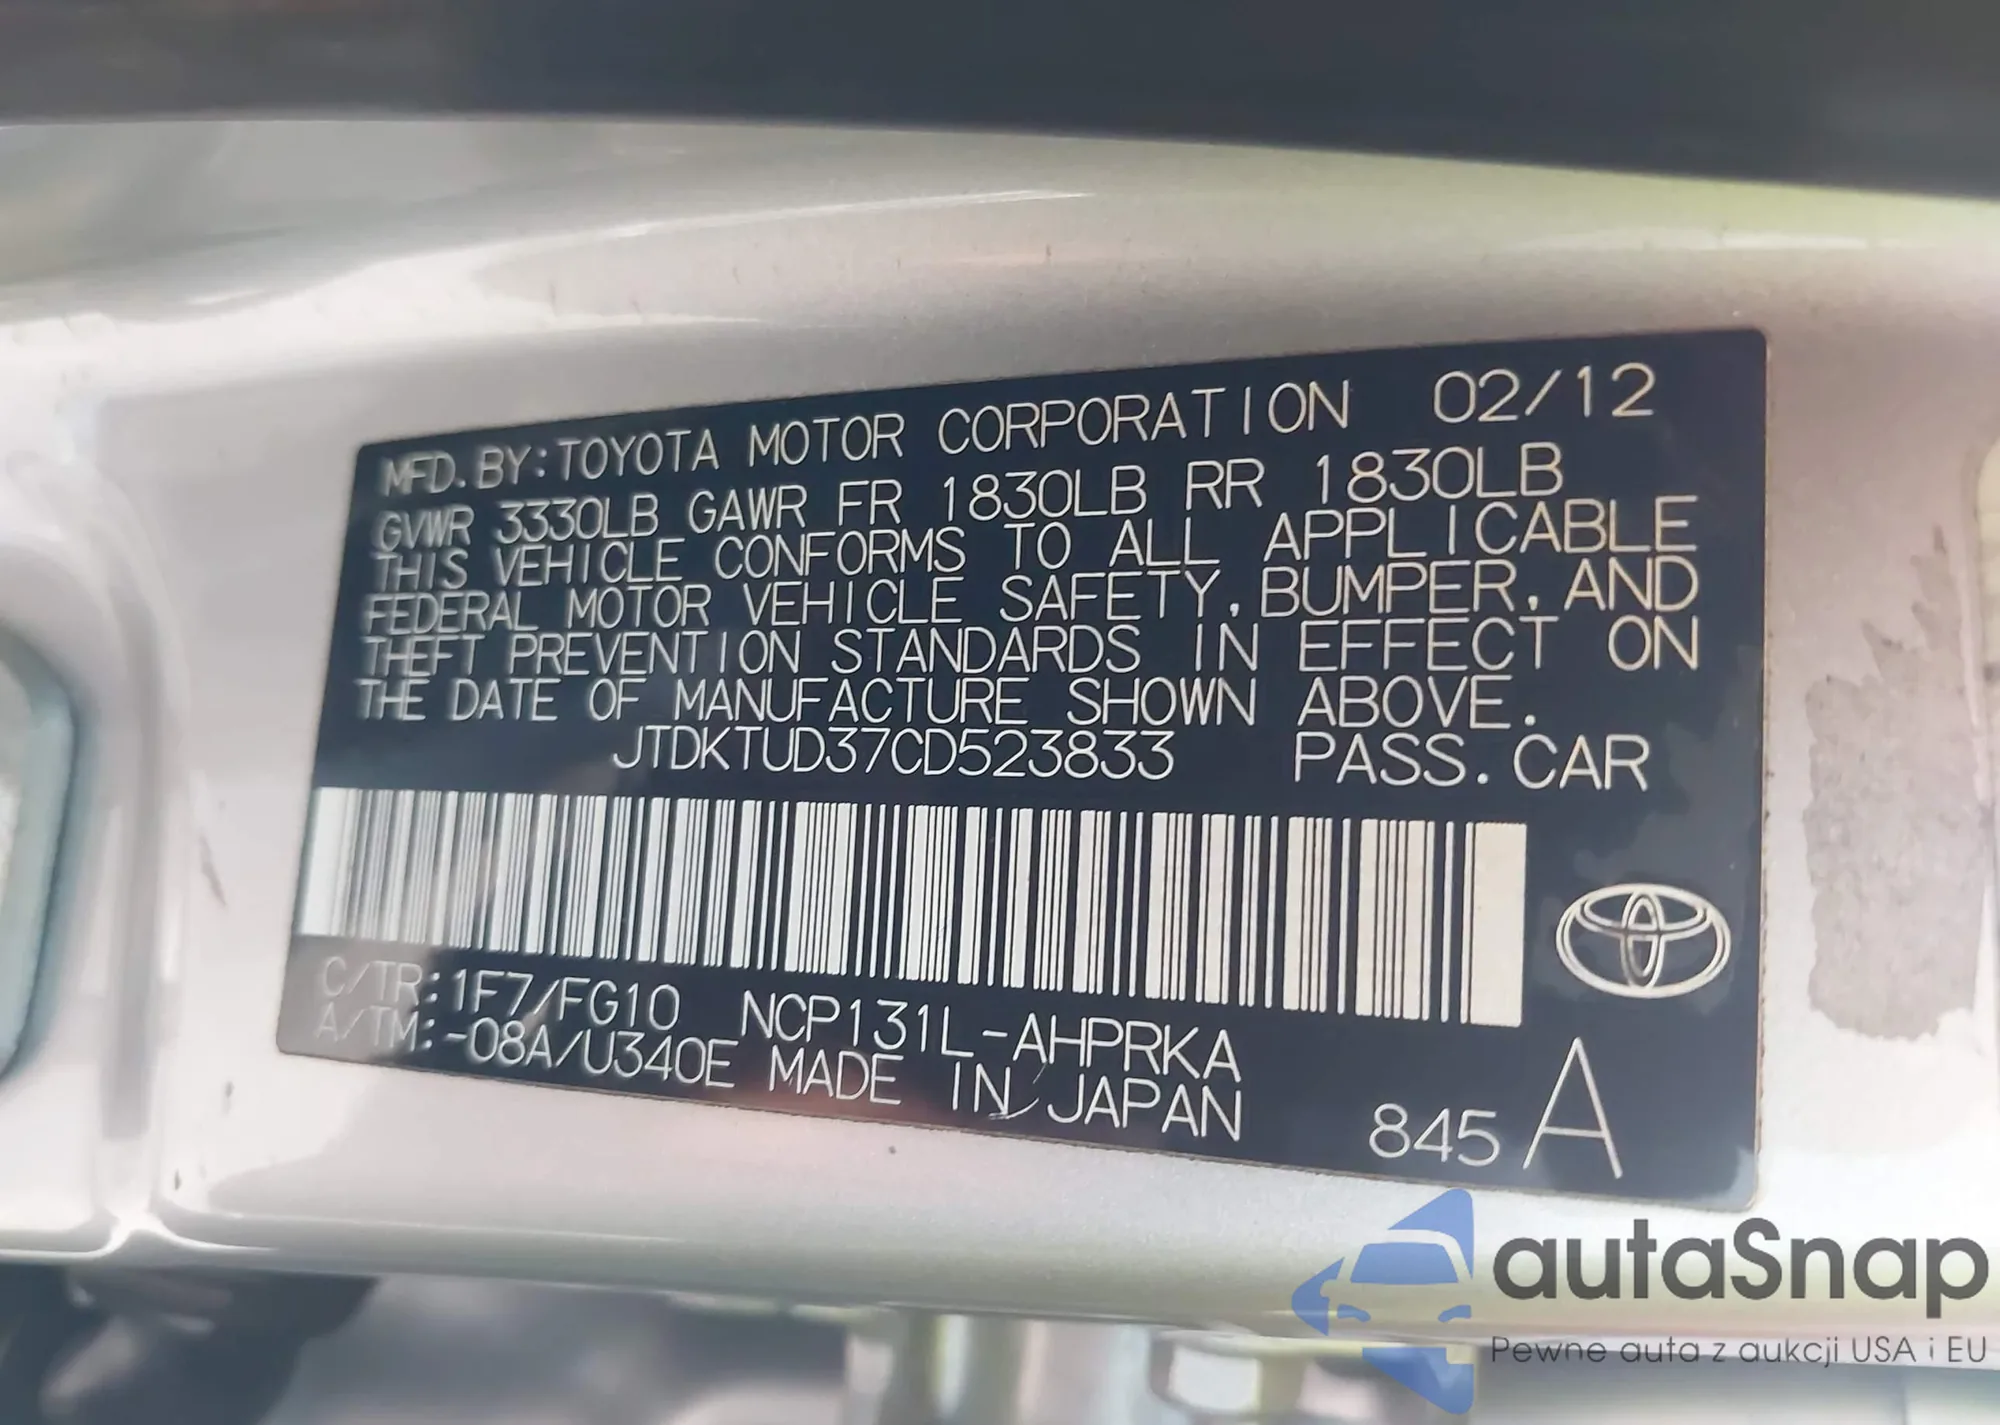 MFD. BY: TOYOTA MOTOR CORPORATION 02/12
GVWR 3330LB GAWR FR 1830LB RR 1830LB
THIS VEHICLE CONFORMS TO ALL APPLICABLE
FEDERAL MOTOR VEHICLE SAFETY, BUMPER, AND
THEFT PREVENTION STANDARDS IN EFFECT ON
THE DATE OF MANUFACTURE SHOWN ABOVE.
JTDKTUD37CD523833 PASS. CAR
C/TR: 1F7/FG10 NCP131L-AHPRKA
A/TM: -08A/U340E MADE IN JAPAN
845 A
autaSnap
Pewne auta z aukcji USA i EU